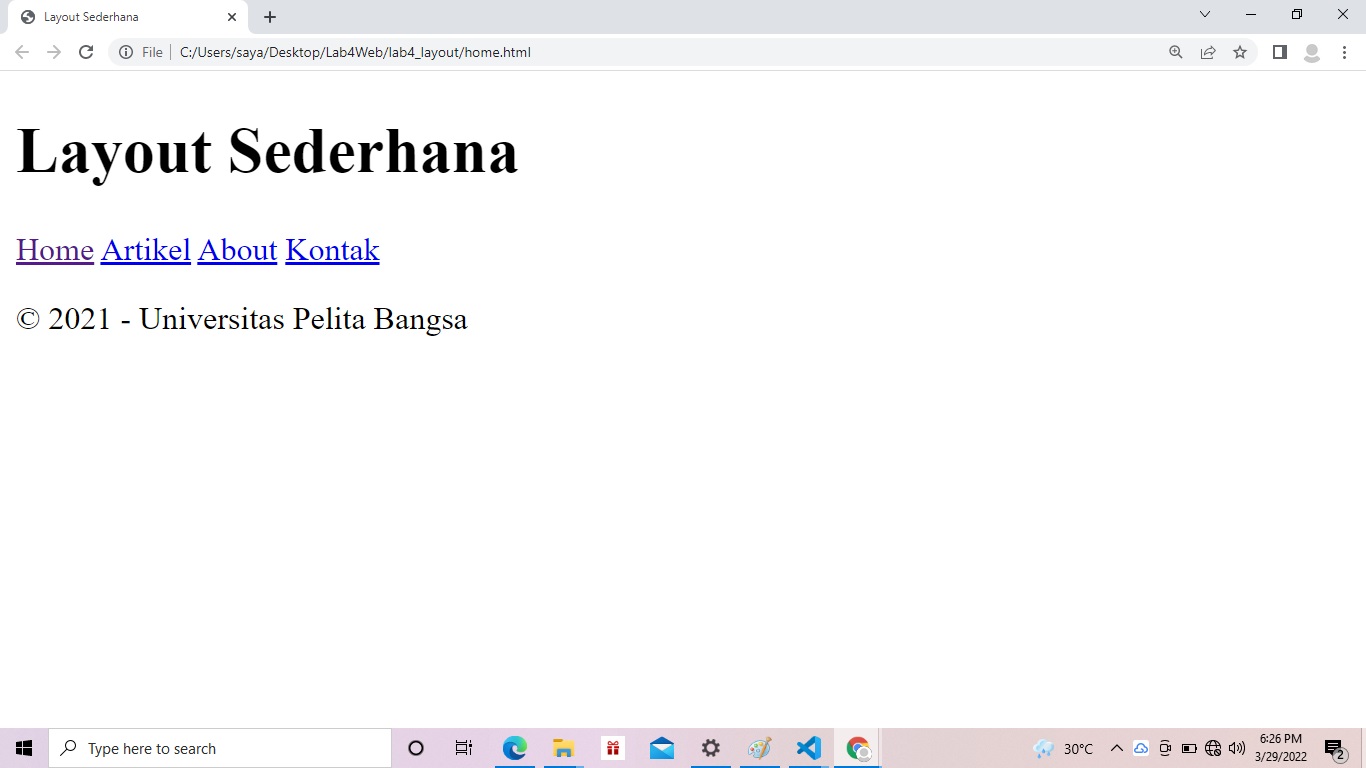 Layout Sederhana
File
C:/Users/saya/Desktop/Lab4Web/lab4_layout/home.html
Layout Sederhana
Home Artikel About Kontak
© 2021 - Universitas Pelita Bangsa
Type here to search
30°C
6:26 PM
3/29/2022
2